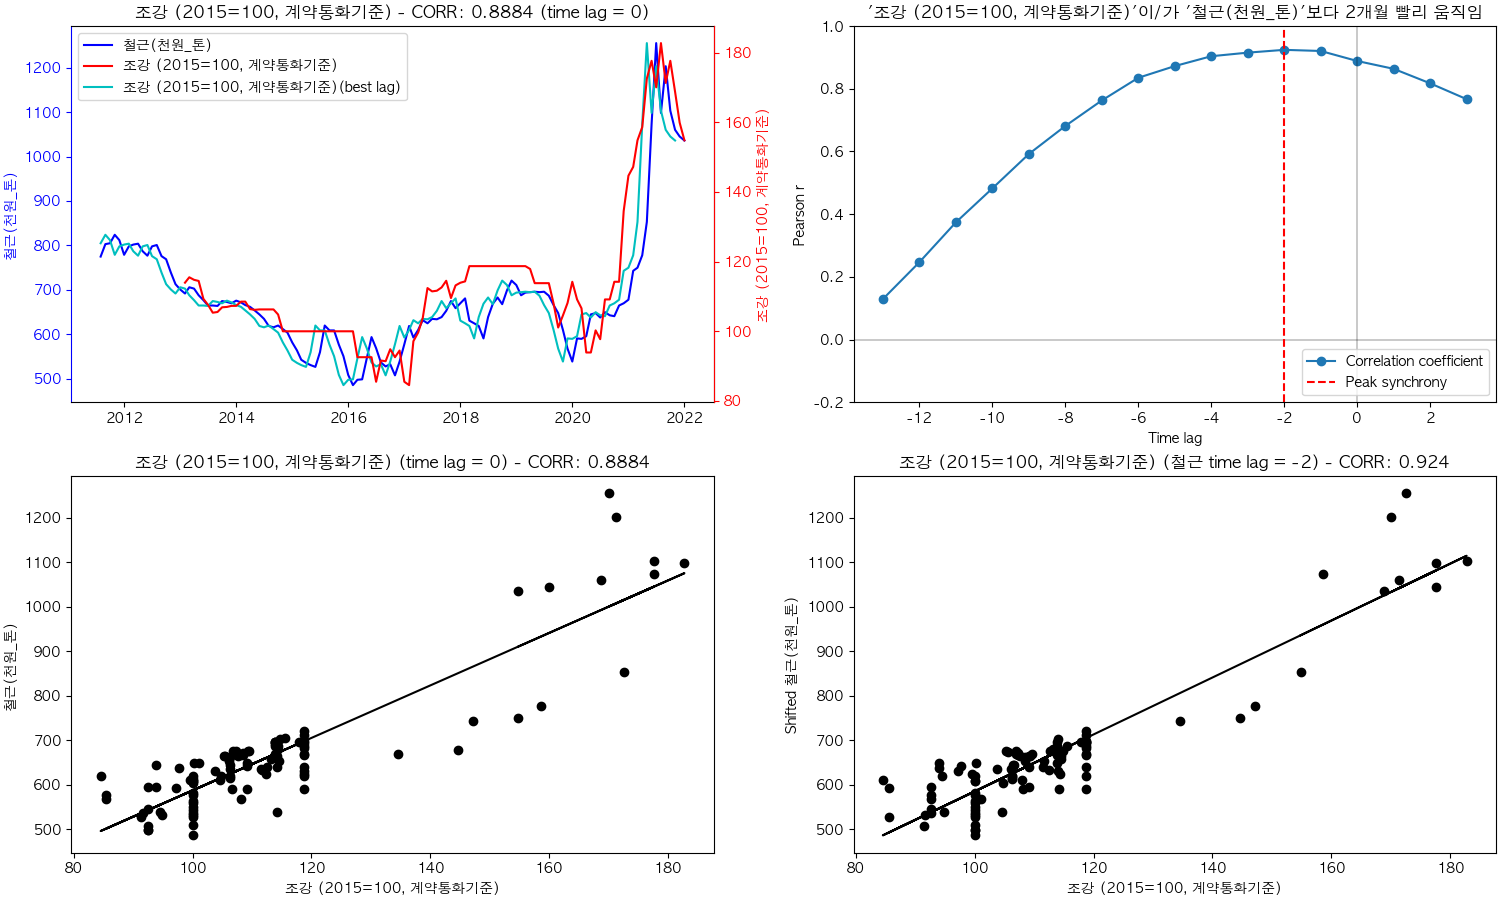 조강 (2015=100, 계약통화기준) - CORR: 0.8884 (time lag = 0)
철근(천원_톤)
조강 (2015=100, 계약통화기준)
조강 (2015=100, 계약통화기준)(best lag)
철근(천원_톤)
1200
1100
1000
900
800
700
600
500
180
160
140
120
100
80
조강 (2015=100, 계약통화기준)
2012 2014 2016 2018 2020 2022
'조강 (2015=100, 계약통화기준)'이/가 '철근(천원_톤)'보다 2개월 빨리 움직임
Pearson r
1.0
0.8
0.6
0.4
0.2
0.0
-0.2
Correlation coefficient
Peak synchrony
-12 -10 -8 -6 -4 -2 0 2
Time lag
조강 (2015=100, 계약통화기준) (time lag = 0) - CORR: 0.8884
철근(천원_톤)
1200
1100
1000
900
800
700
600
500
80 100 120 140 160 180
조강 (2015=100, 계약통화기준)
조강 (2015=100, 계약통화기준) (철근 time lag = -2) - CORR: 0.924
Shifted 철근(천원_톤)
1200
1100
1000
900
800
700
600
500
80 100 120 140 160 180
조강 (2015=100, 계약통화기준)